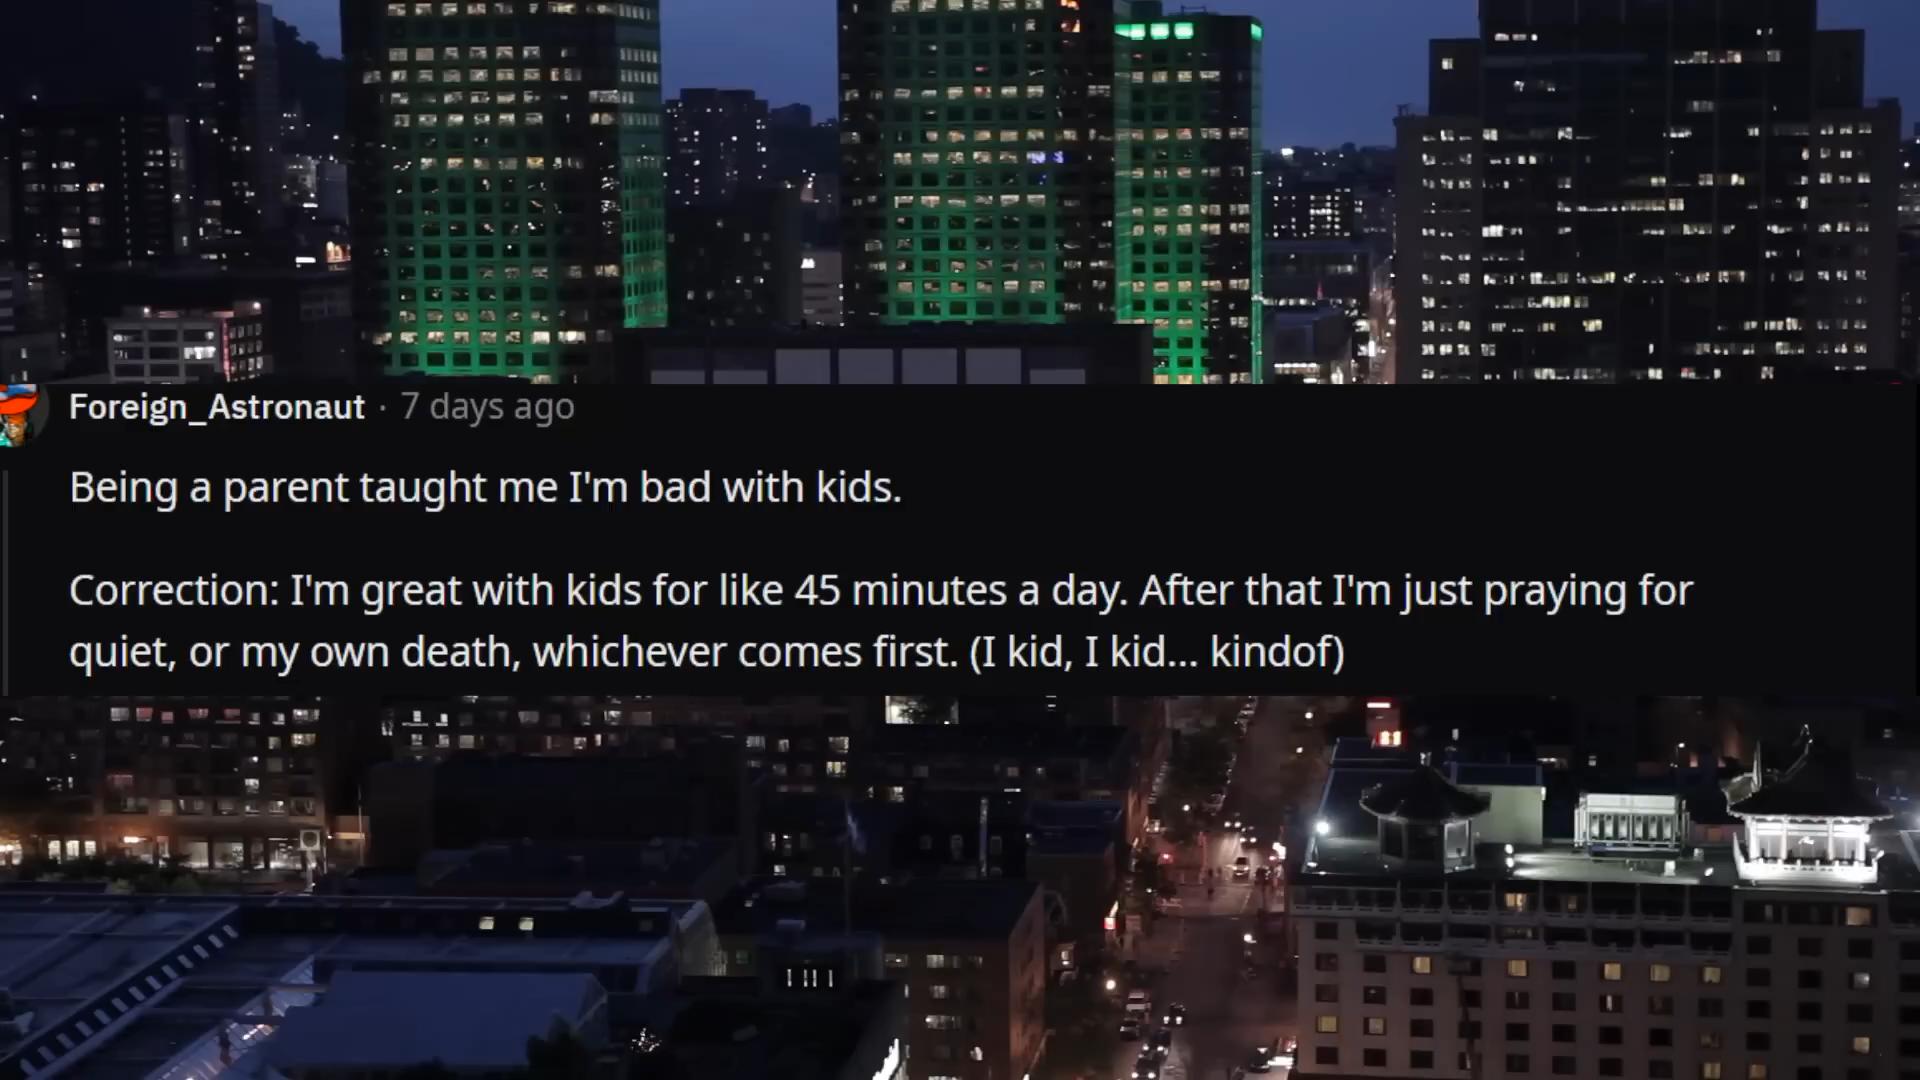 Foreign_Astronaut · 7 days ago
Being a parent taught me I'm bad with kids.
Correction: I'm great with kids for like 45 minutes a day. After that I'm just praying for
quiet, or my own death, whichever comes first. (I kid, I kid... kindof)